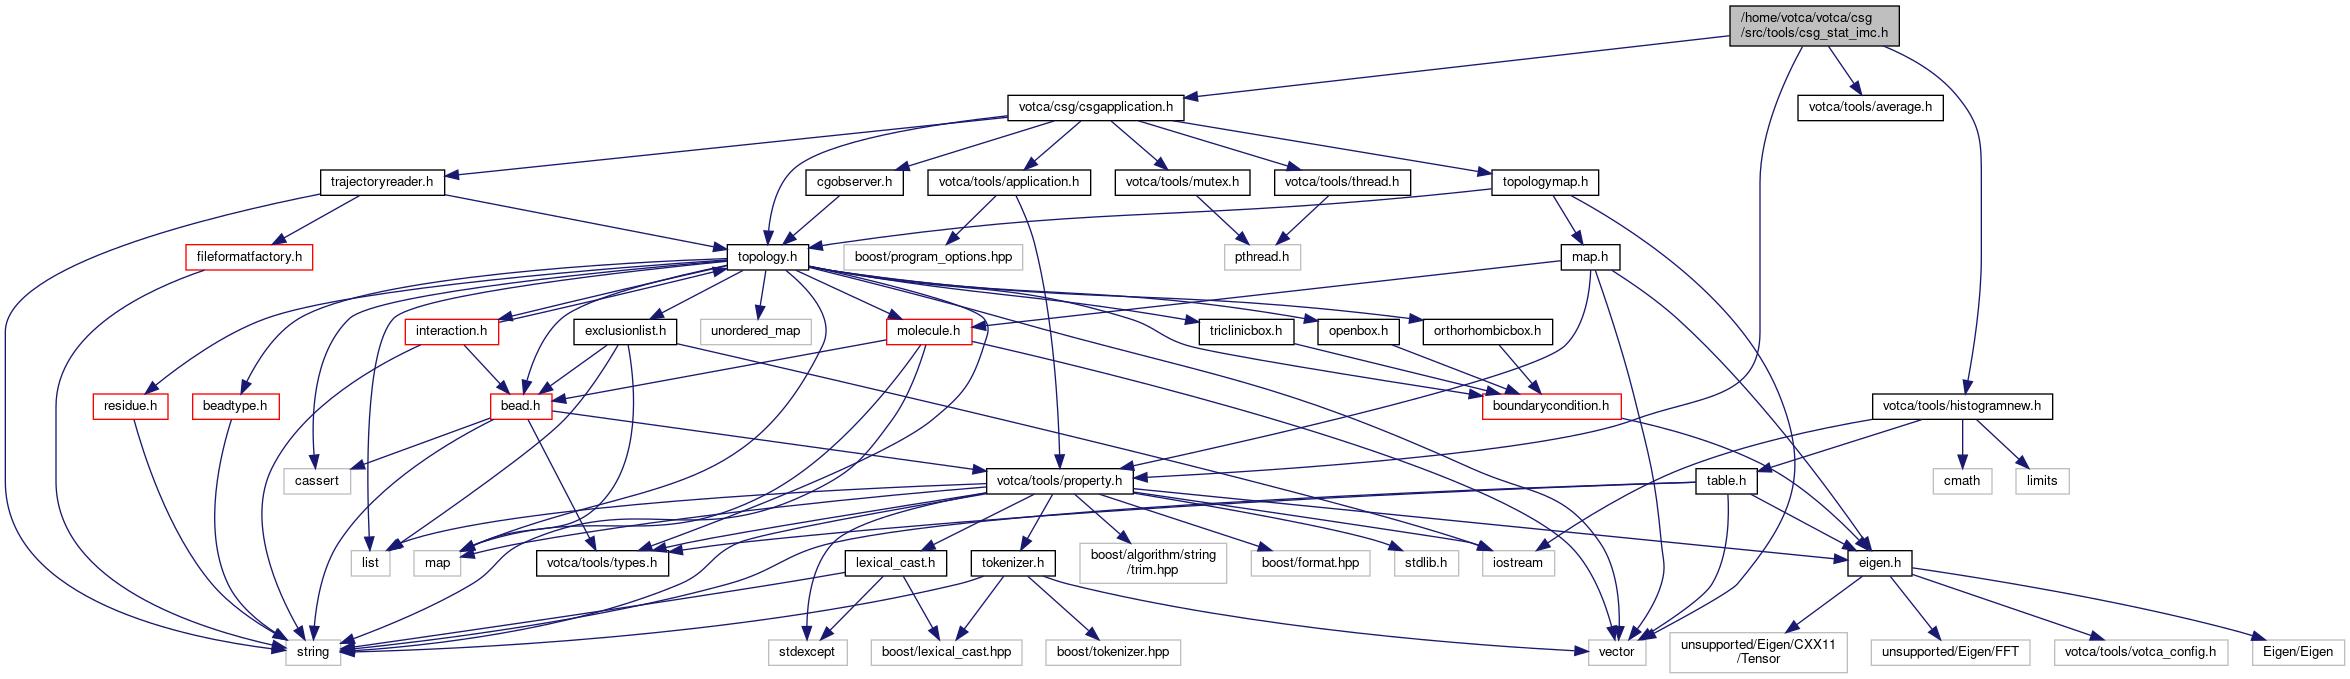 /home/votca/votca/csg
/src/tools/csg_stat_imc.h
votca/csg/csgapplication.h
votca/tools/average.h
trajectoryreader.h
cgobserver.h
votca/tools/application.h
votca/tools/mutex.h
votca/tools/thread.h
topologymap.h
fileformatfactory.h
topology.h
boost/program_options.hpp
pthread.h
map.h
interaction.h
exclusionlist.h
unordered_map
molecule.h
triclinicbox.h
openbox.h
orthorhombicbox.h
residue.h
beadtype.h
bead.h
boundarycondition.h
votca/tools/histogramnew.h
cassert
votca/tools/property.h
table.h
cmath
limits
list
map
votca/tools/types.h
lexical_cast.h
tokenizer.h
boost/algorithm/string
/trim.hpp
boost/format.hpp
stdlib.h
iostream
eigen.h
string
stdexcept
boost/lexical_cast.hpp
boost/tokenizer.hpp
vector
unsupported/Eigen/CXX11
/Tensor
unsupported/Eigen/FFT
votca/tools/votca_config.h
Eigen/Eigen